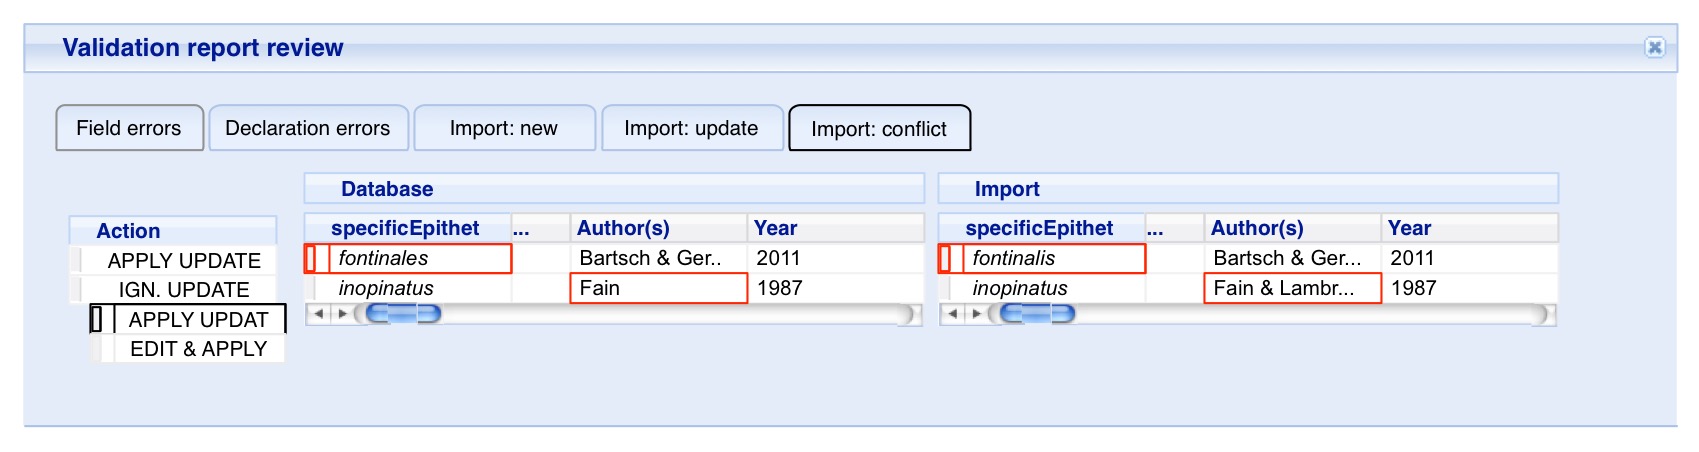 Validation report review
Field errors Declaration errors Import: new Import: update Import: conflict
Database Import
Action specificEpithet ... Author(s) Year specificEpithet ... Author(s) Year
APPLY UPDATE fontinales Bartsch & Ger.. 2011 fontinalis Bartsch & Ger... 2011
IGN. UPDATE inopinatus Fain 1987 inopinatus Fain & Lambr... 1987
APPLY UPDAT
EDIT & APPLY